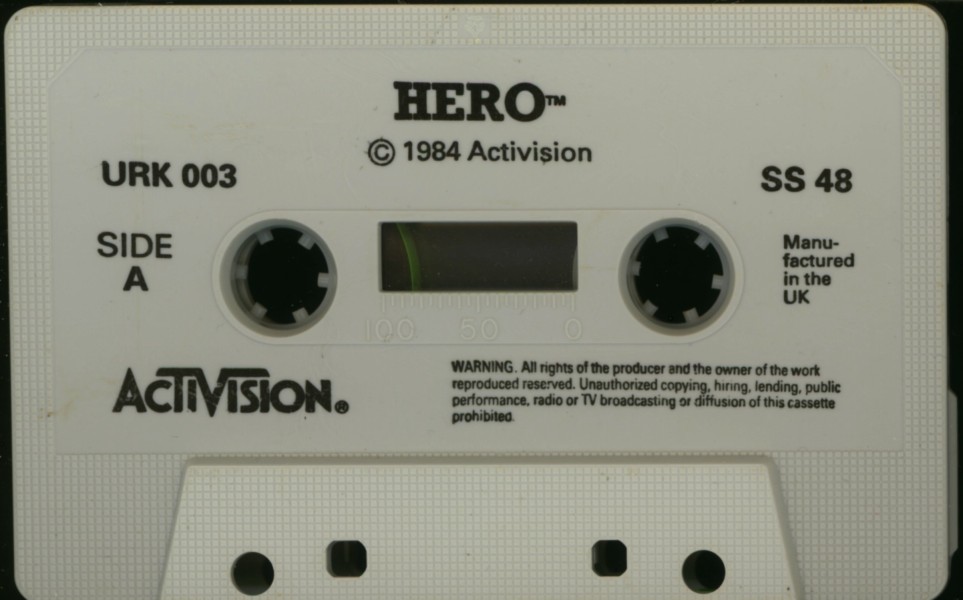 HERO™
© 1984 Activision
URK 003
SS 48
SIDE
A
Manu-
factured
in the
UK
100 50 0
ACTIVISION®
WARNING. All rights of the producer and the owner of the work
reproduced reserved. Unauthorized copying, hiring, lending, public
performance, radio or TV broadcasting or diffusion of this cassette
prohibited.